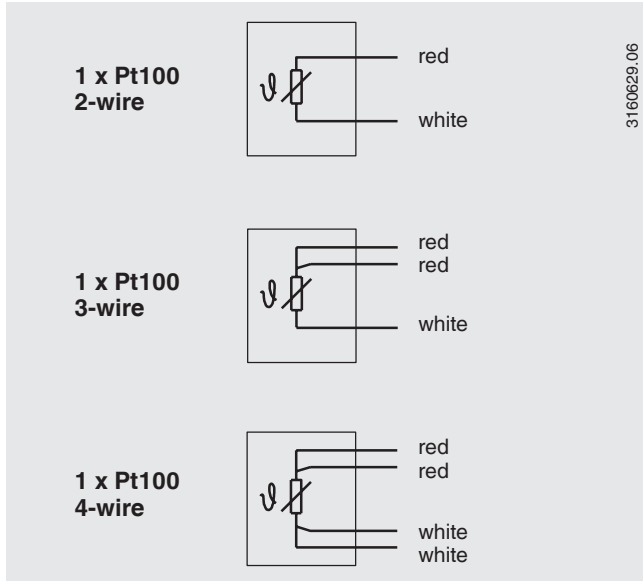 1 x Pt100
2-wire
red
white
3160629.06
1 x Pt100
3-wire
red
red
white
1 x Pt100
4-wire
red
red
white
white
ϑ
ϑ
ϑ